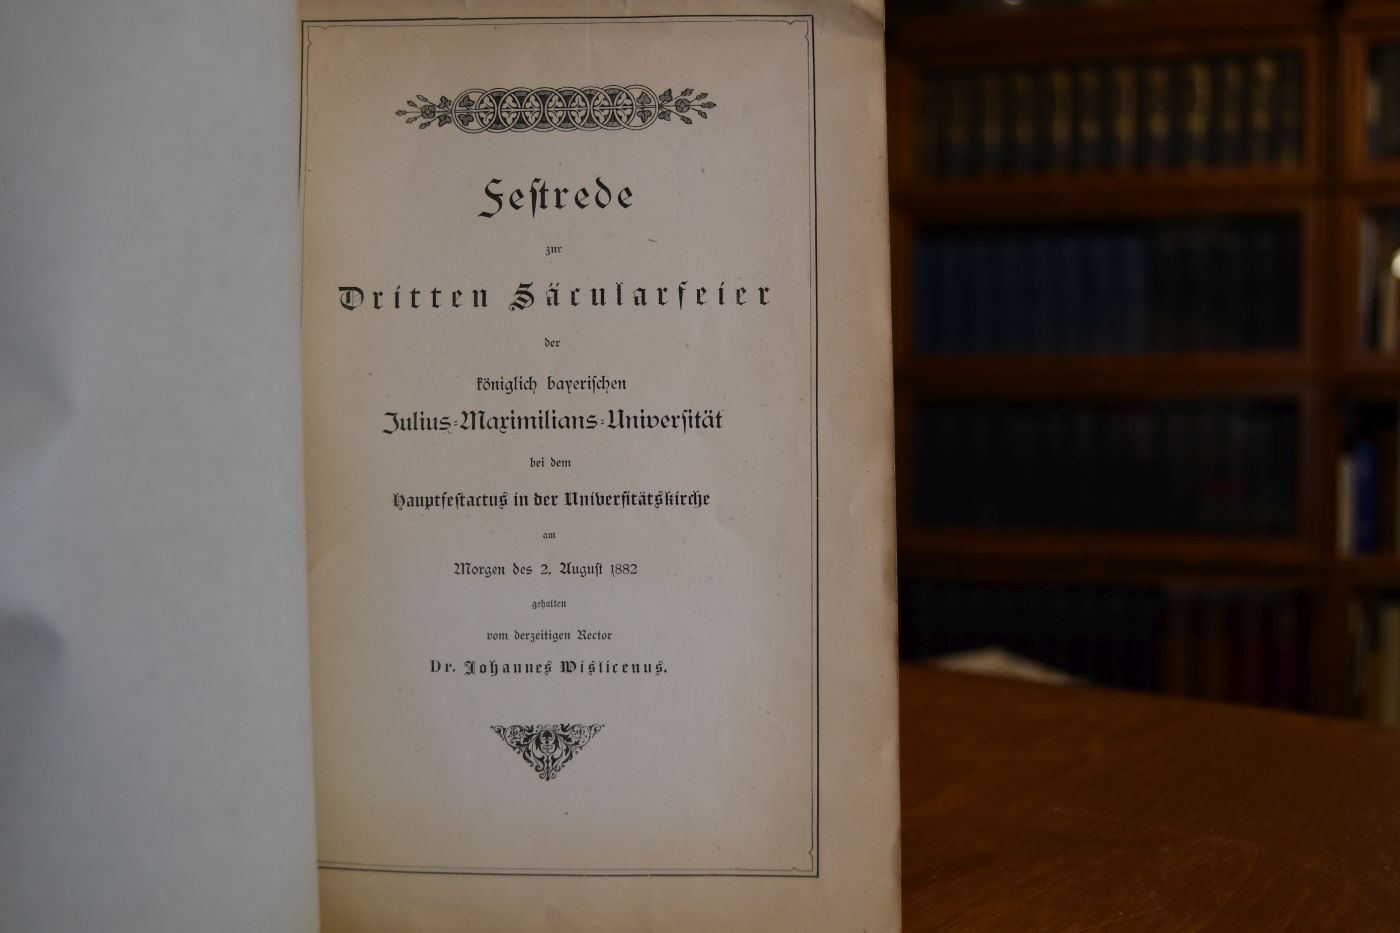 Festrede
zur
Dritten Säcularfeier
der
königlich bayerischen
Julius-Maximilians-Universität
bei dem
Hauptfestactus in der Universitätskirche
am
Morgen des 2. August 1882
gehalten
vom derzeitigen Rector
Dr. Johannes Wislicenus.